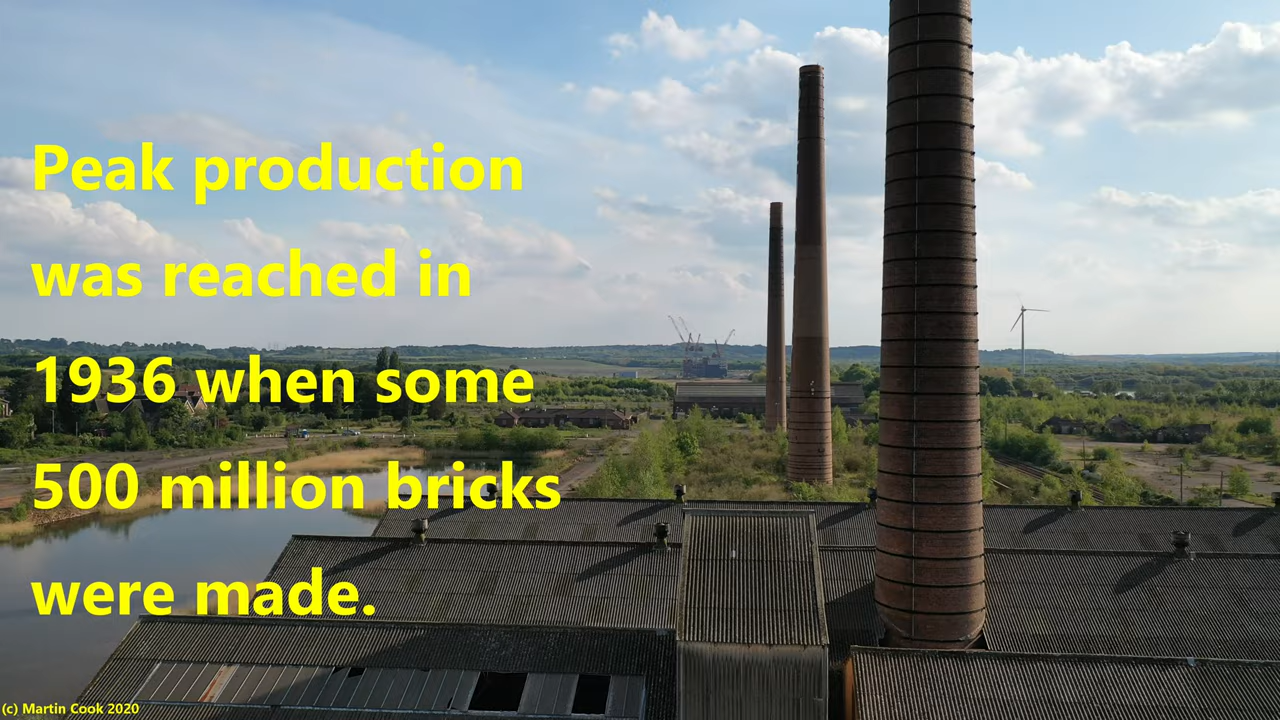 Peak production
was reached in
1936 when some
500 million bricks
were made.
(c) Martin Cook 2020